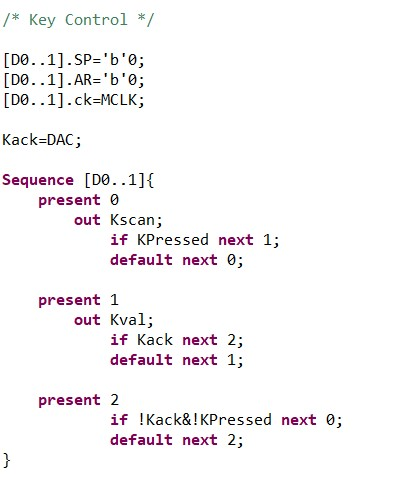 /* Key Control */

[D0..1].SP='b'0;
[D0..1].AR='b'0;
[D0..1].ck=MCLK;

Kack=DAC;

Sequence [D0..1]{
    present 0
        out Kscan;
            if KPressed next 1;
            default next 0;

    present 1
        out Kval;
            if Kack next 2;
            default next 1;

    present 2
            if !Kack&!KPressed next 0;
            default next 2;
}